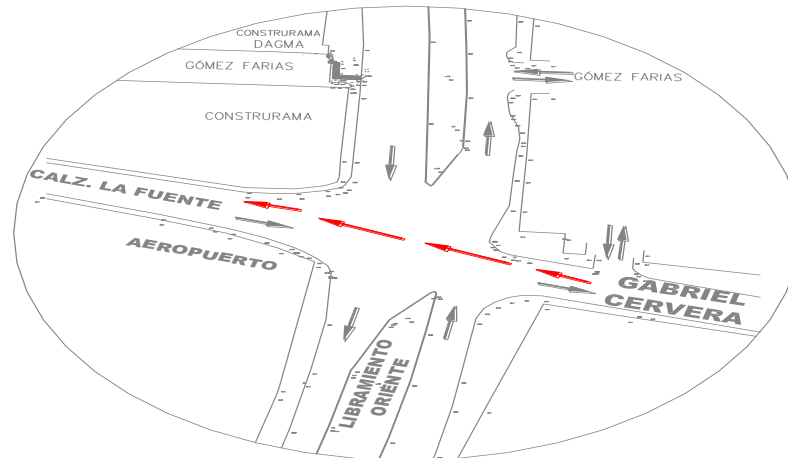 CONSTRURAMA
DAGMA
GÓMEZ FARIAS
GÓMEZ FARIAS
CONSTRURAMA
CALZ. LA FUENTE
AEROPUERTO
GABRIEL
CERVERA
LIBRAMIENTO
ORIENTE